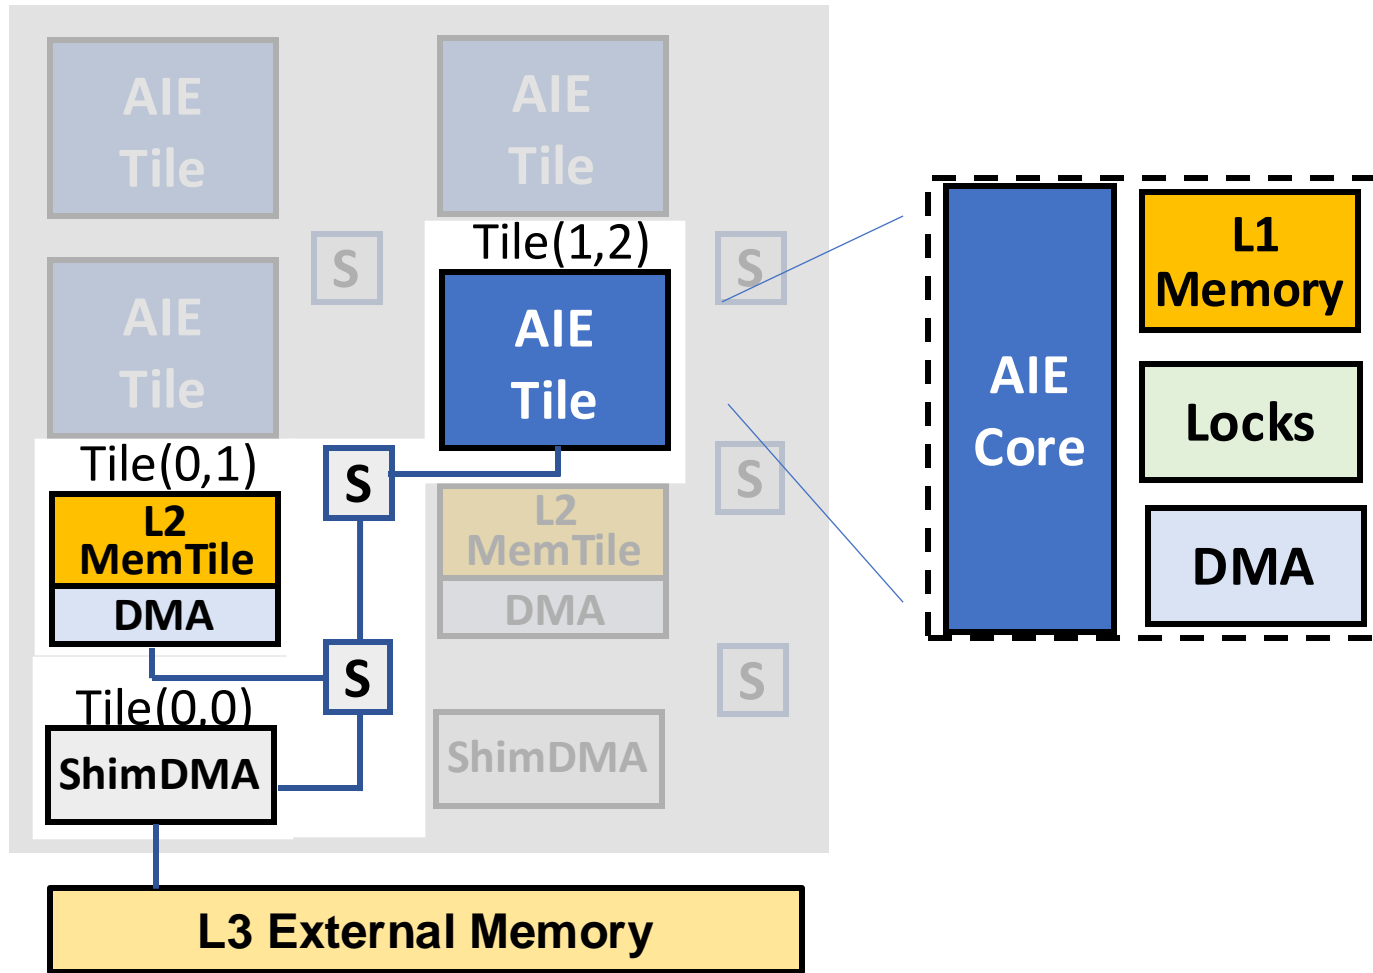 AIE
Tile
AIE
Tile
Tile(1,2)
S
S
AIE
Tile
AIE
Tile
Tile(0,1)
S
S
L2
MemTile
DMA
L2
MemTile
DMA
S
S
Tile(0,0)
ShimDMA
ShimDMA
L3 External Memory
AIE
Core
L1
Memory
Locks
DMA